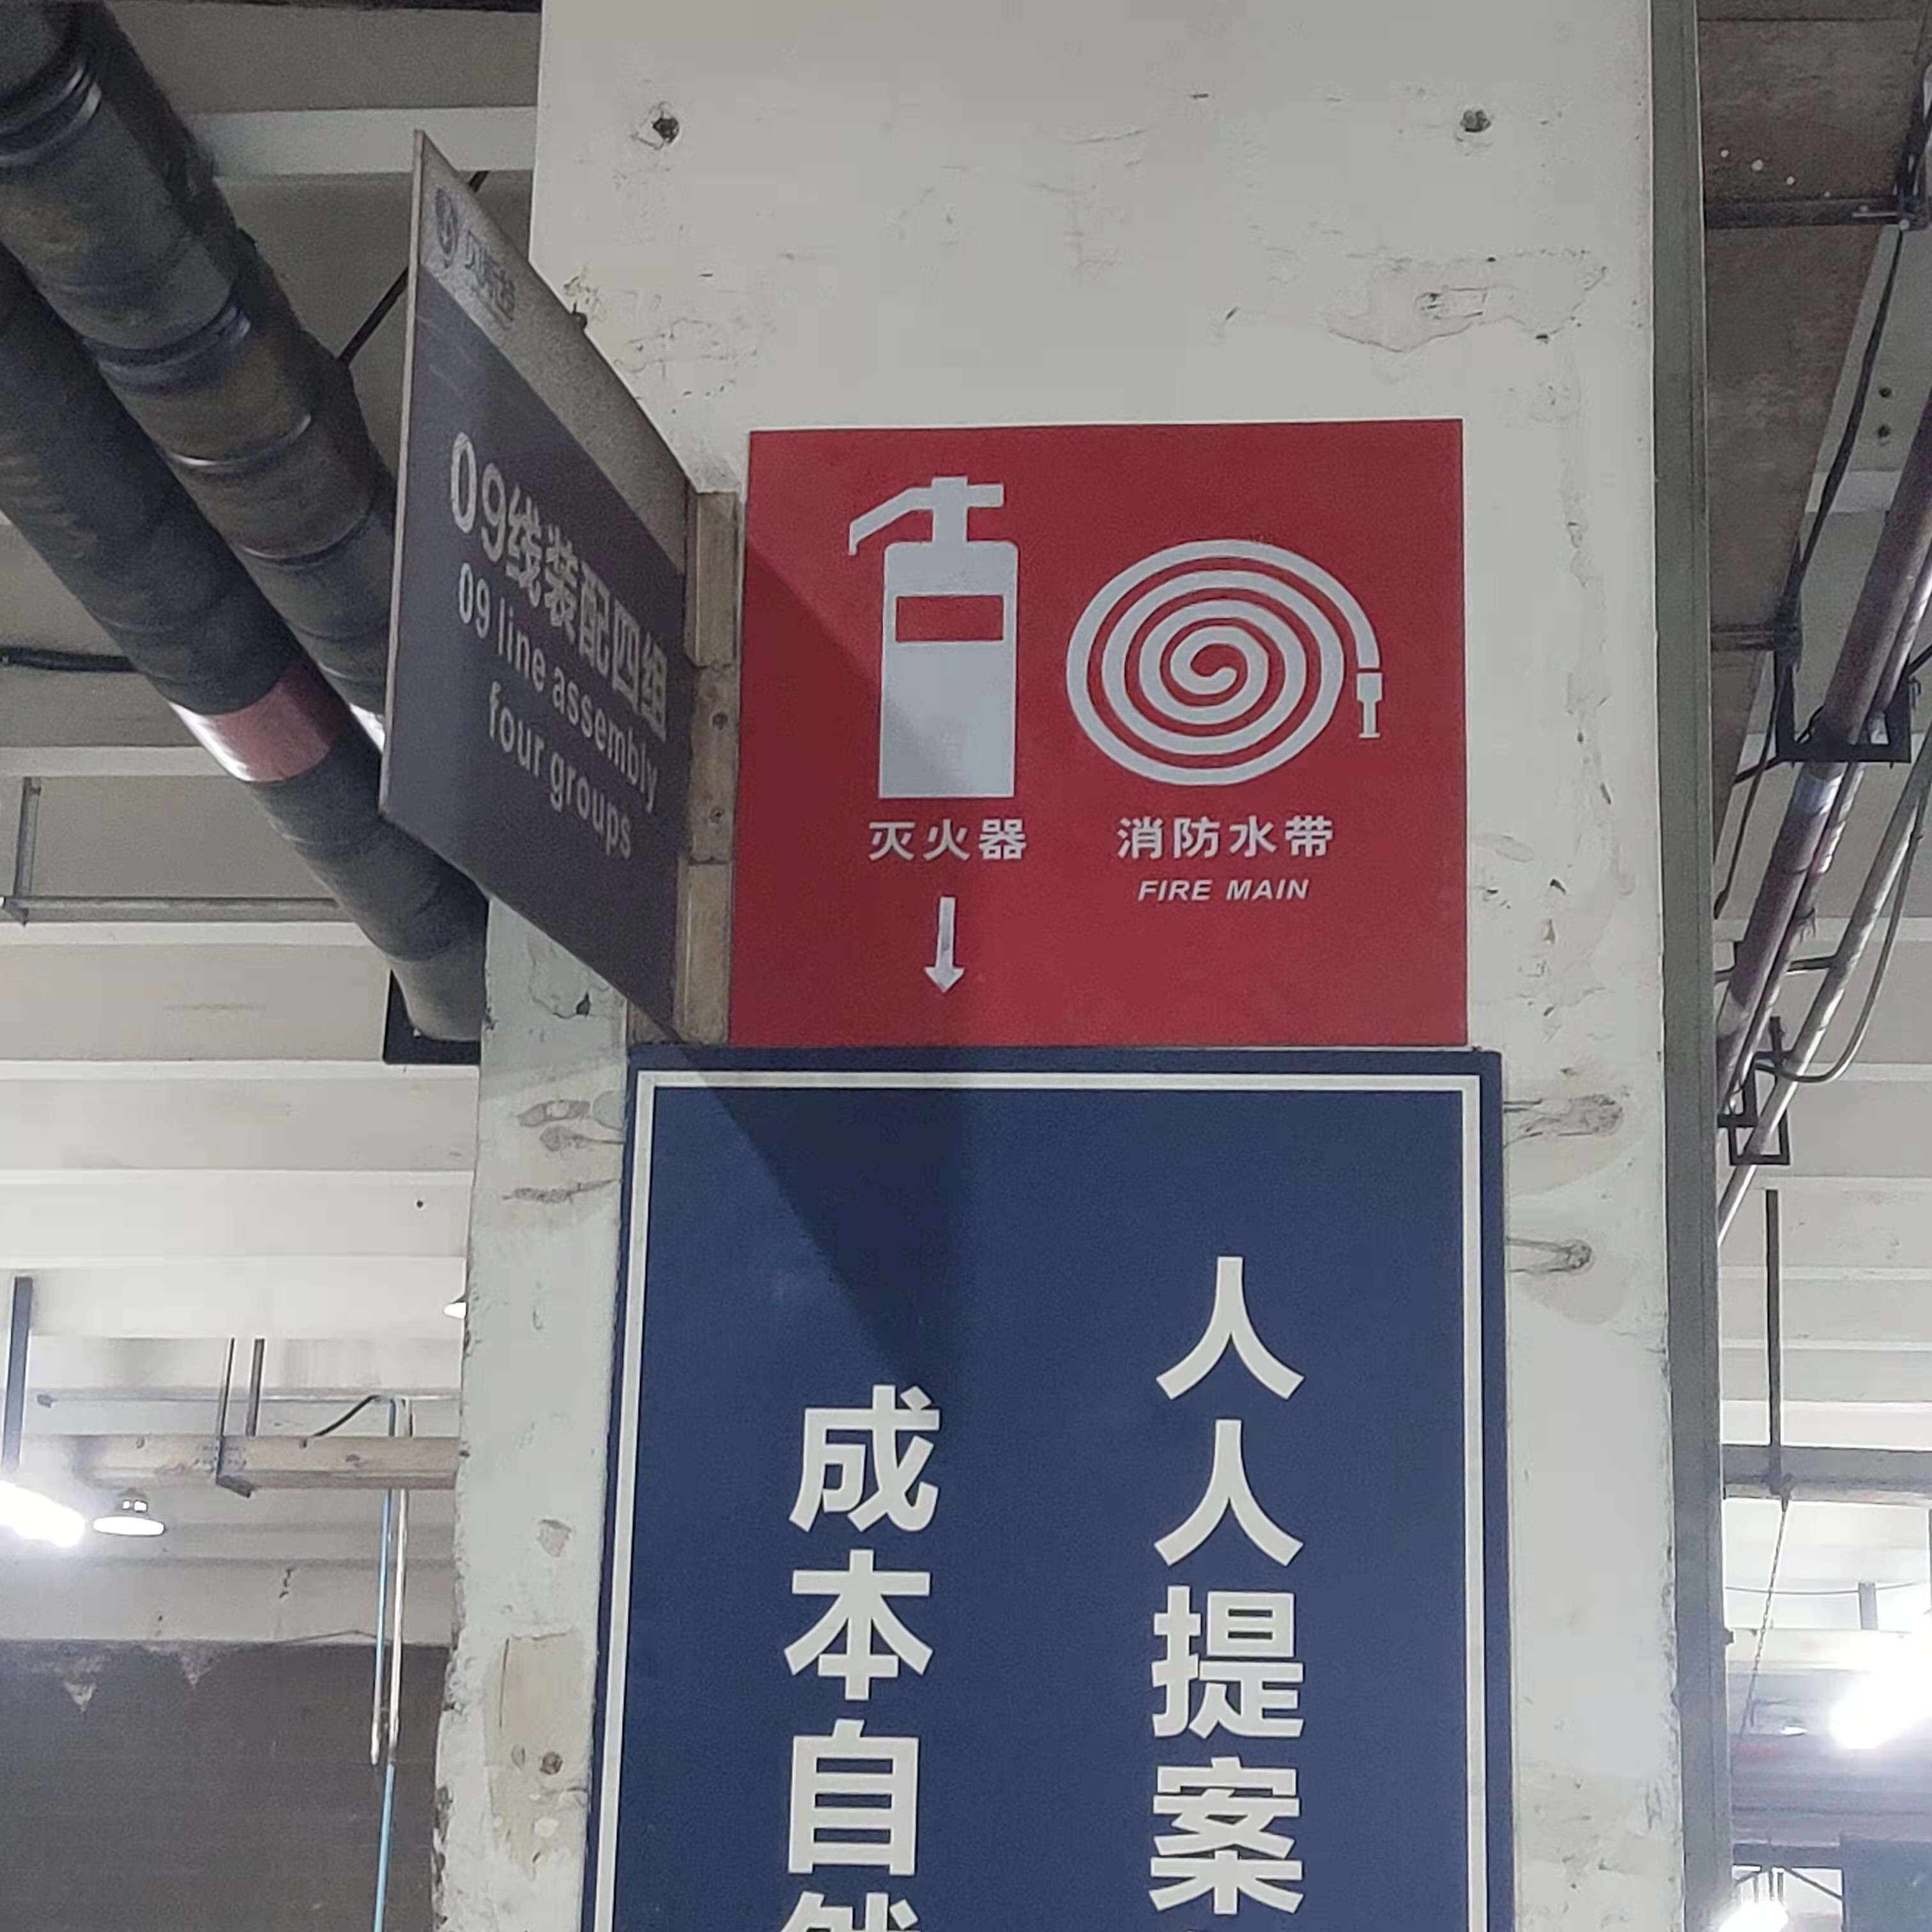 09线装配四组
09 line assembly
four groups
灭火器
消防水带
FIRE MAIN
人人提案
成本自然